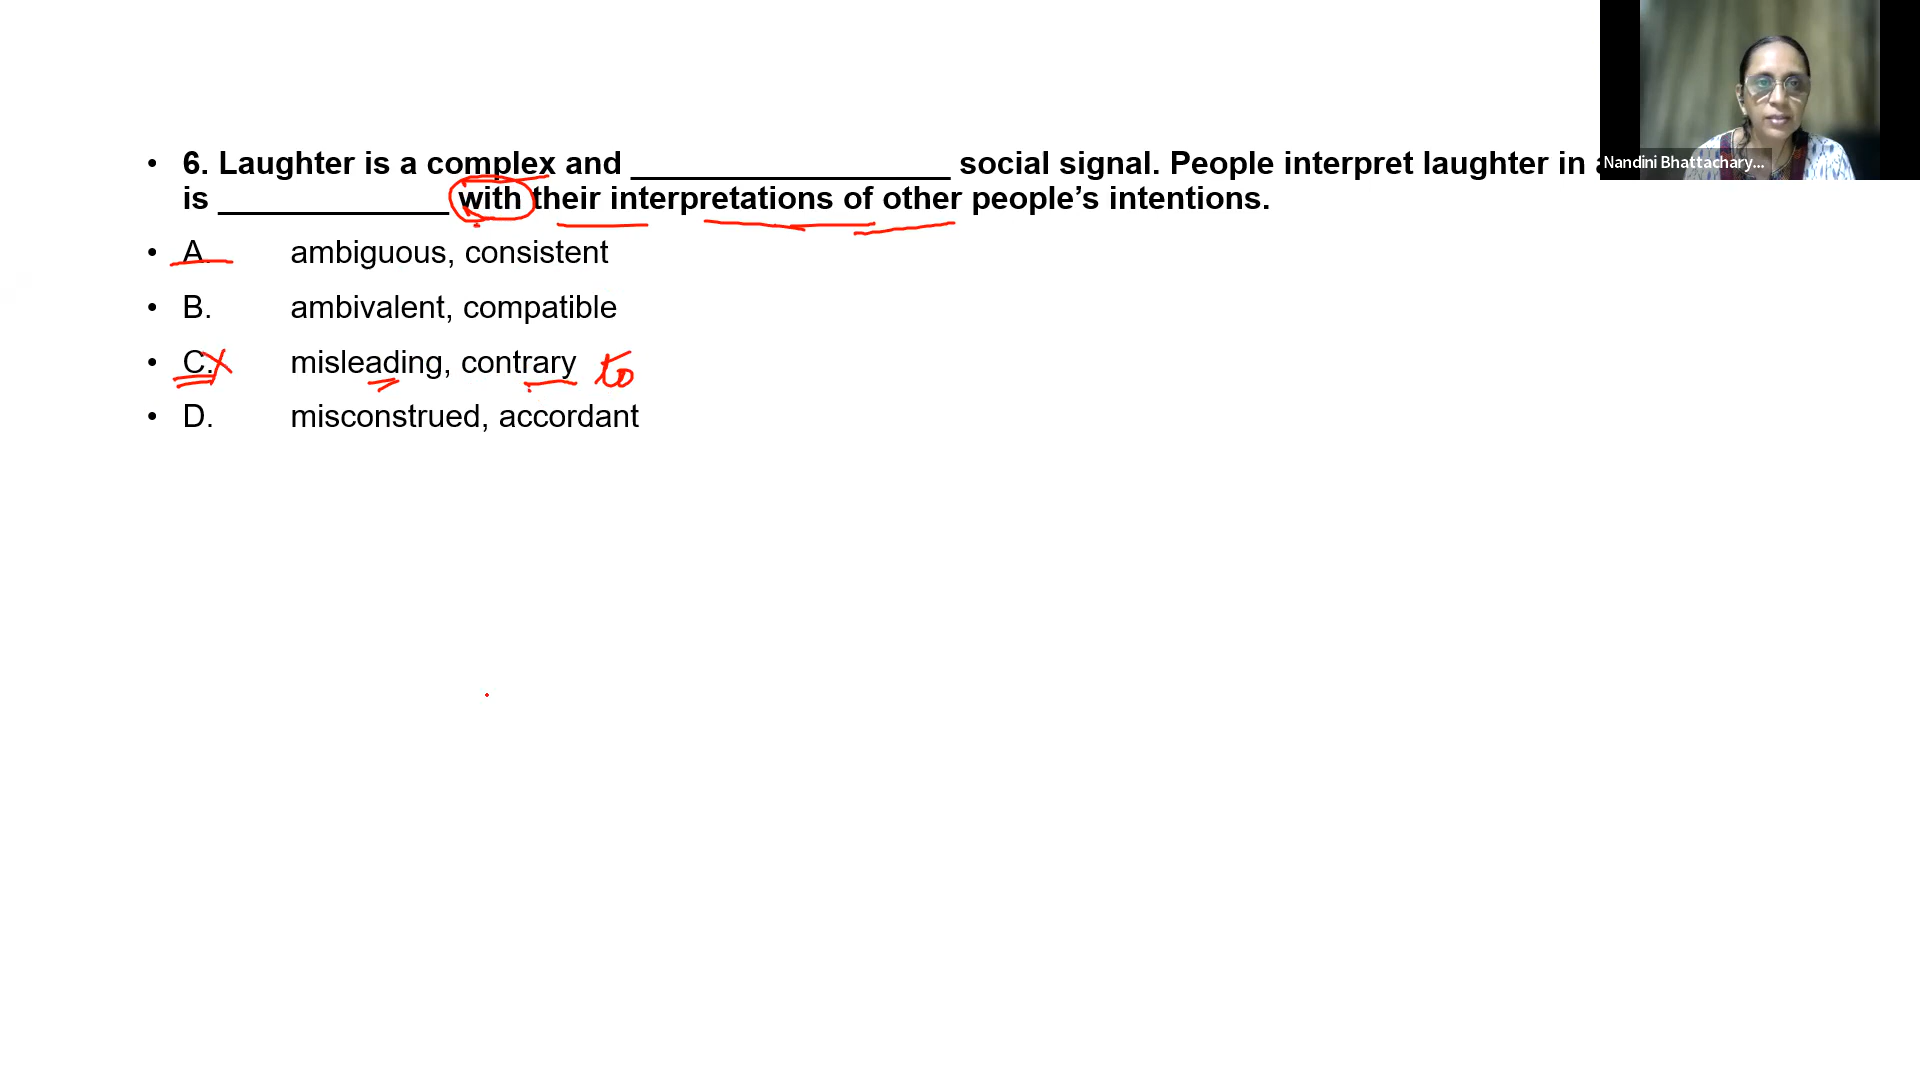 • 6. Laughter is a complex and __________________ social signal. People interpret laughter in
is _____________ with their interpretations of other people’s intentions.
• A. ambiguous, consistent
• B. ambivalent, compatible
• C. misleading, contrary to
• D. misconstrued, accordant
Nandini Bhattachary...